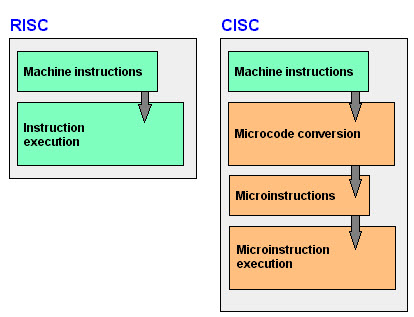 RISC
Machine instructions
Instruction
execution
CISC
Machine instructions
Microcode conversion
Microinstructions
Microinstruction
execution